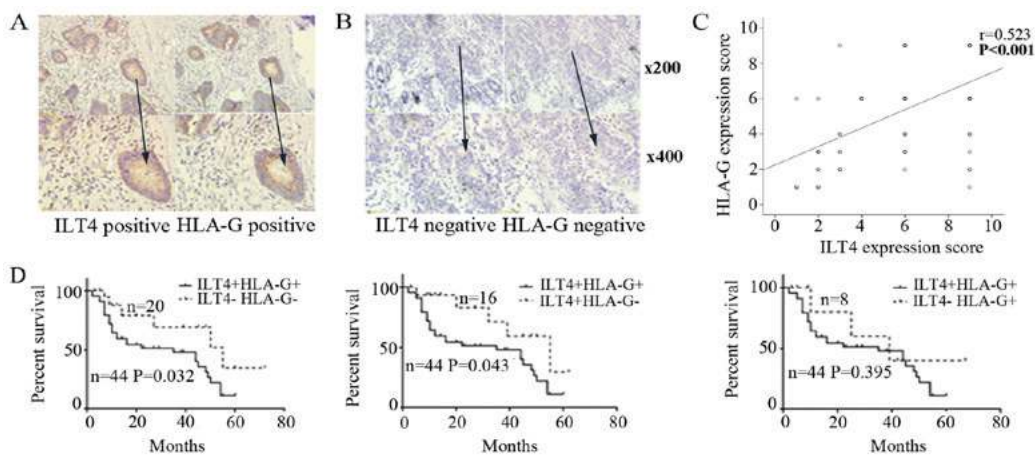 A
B
C
x200
x400
ILT4 positive HLA-G positive
ILT4 negative HLA-G negative
r=0.523
P<0.001
HLA-G expression score
10
8
6
4
2
0
0 2 4 6 8 10
ILT4 expression score
D
Percent survival
100
50
0
ILT4+HLA-G+
ILT4- HLA-G-
n=20
n=44 P=0.032
0 20 40 60 80
Months
Percent survival
100
50
0
ILT4+HLA-G+
ILT4+HLA-G-
n=16
n=44 P=0.043
0 20 40 60 80
Months
Percent survival
100
50
0
ILT4+HLA-G+
ILT4- HLA-G+
n=8
n=44 P=0.395
0 20 40 60 80
Months